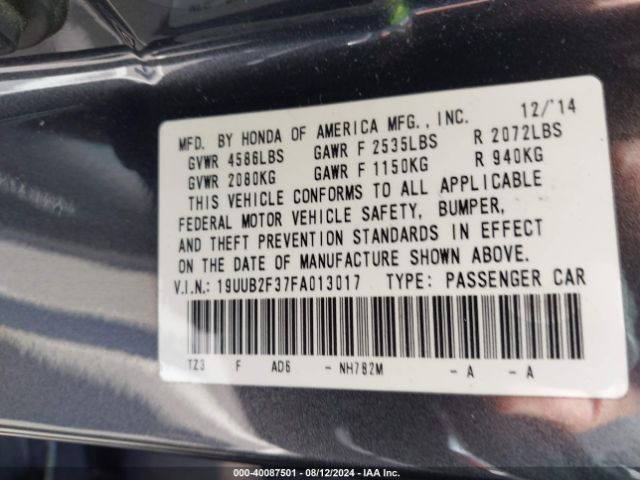 12/'14
MFD. BY HONDA OF AMERICA MFG., INC.
GVWR 4586LBS GAWR F 2535LBS R 2072LBS
GVWR 2080KG GAWR F 1150KG R 940KG
THIS VEHICLE CONFORMS TO ALL APPLICABLE
FEDERAL MOTOR VEHICLE SAFETY, BUMPER,
AND THEFT PREVENTION STANDARDS IN EFFECT
ON THE DATE OF MANUFACTURE SHOWN ABOVE.
V.I.N.: 19UUB2F37FA013017 TYPE: PASSENGER CAR
TZ3 F AD6 - NH782M - A - A
000-40087501 - 08/12/2024 - IAA Inc.